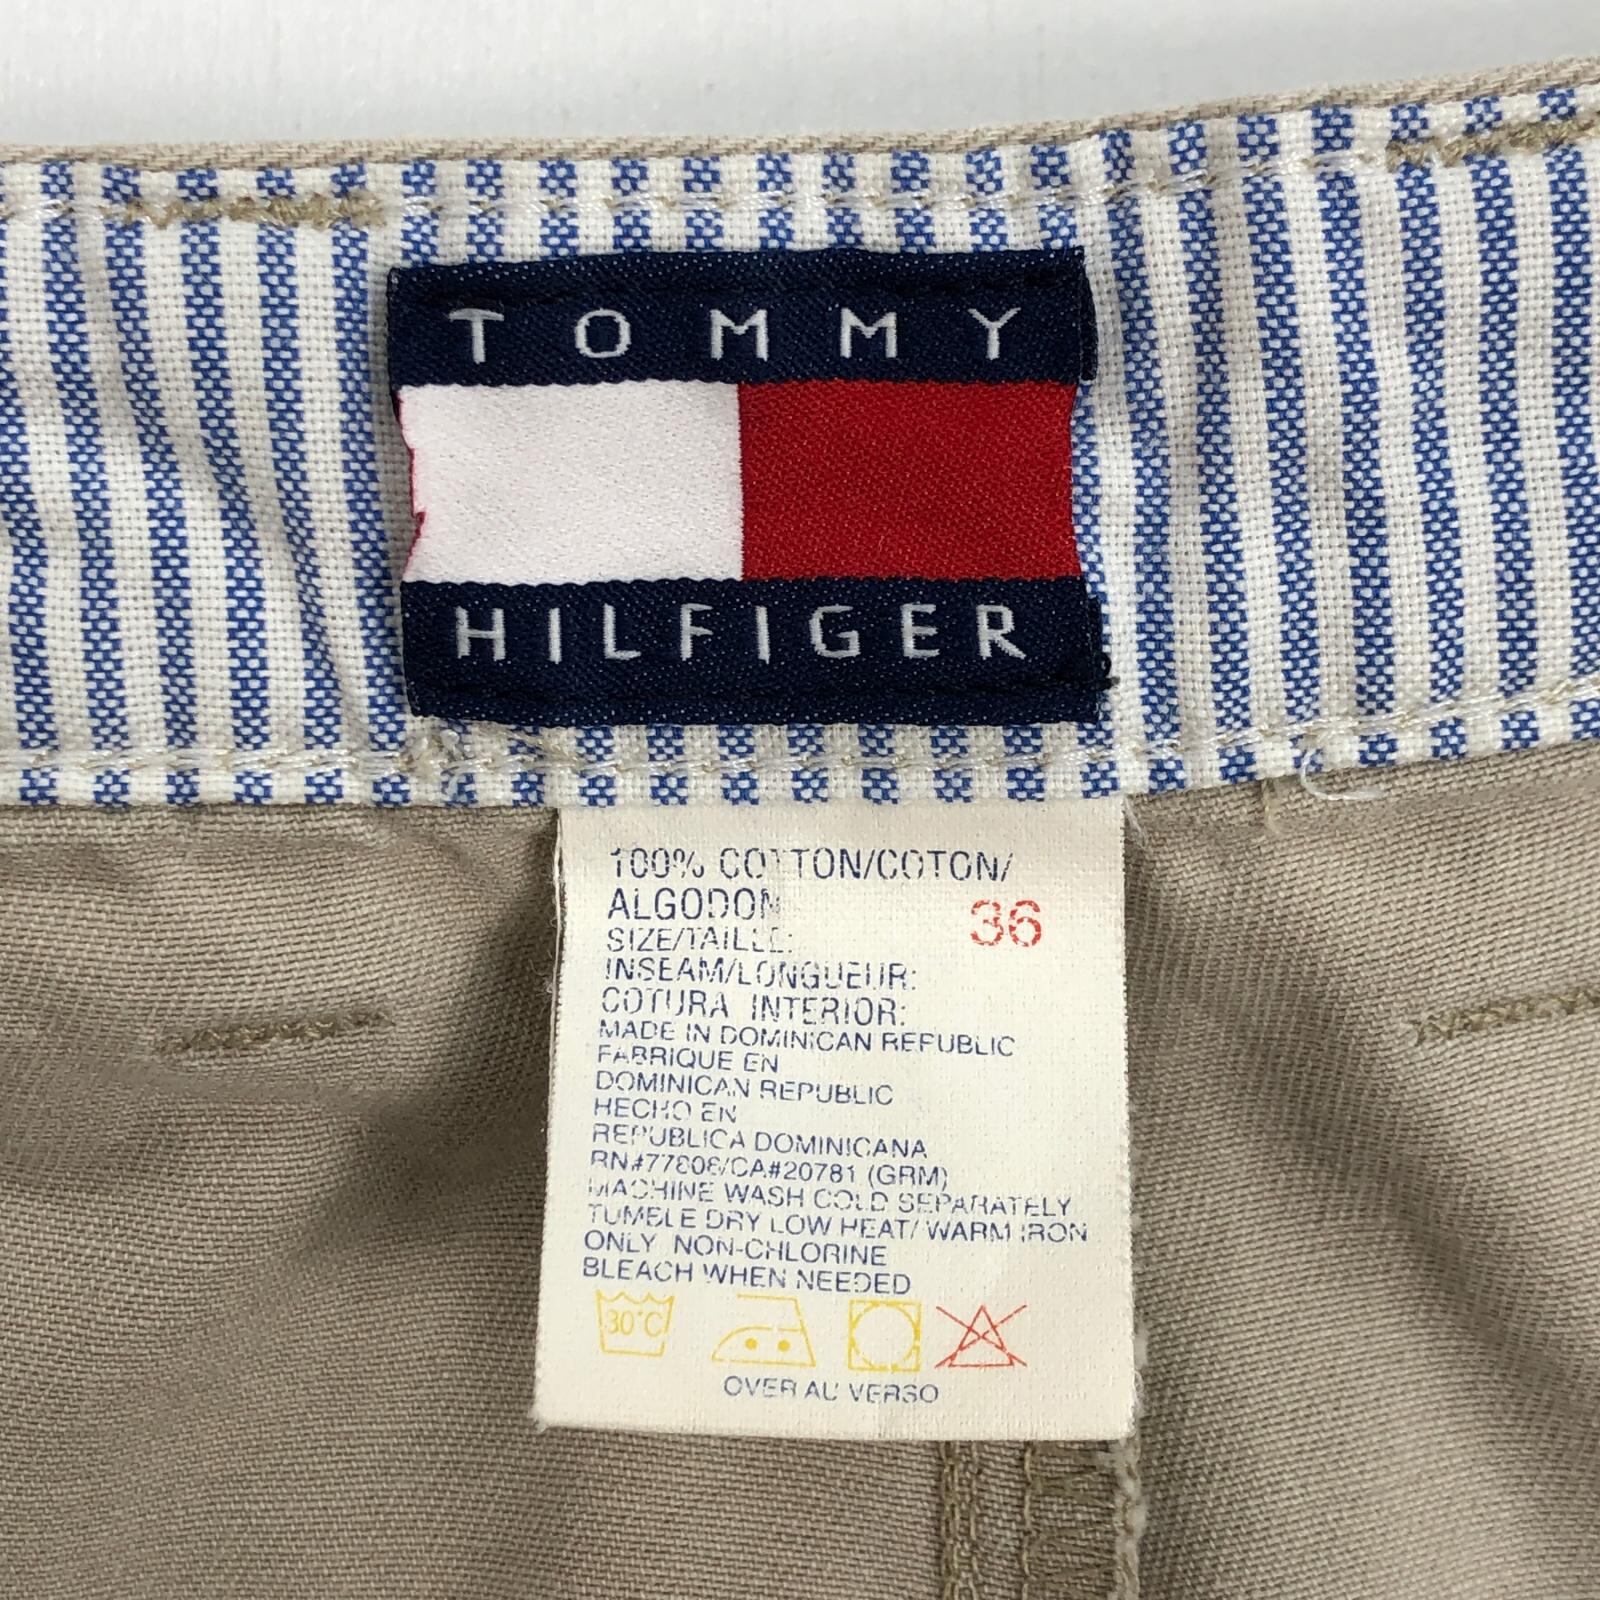 TOMMY
HILFIGER
100% COTTON/COTON/
ALGODON
36
SIZE/TAILLE:
INSEAM/LONGUEUR:
COTURA INTERIOR:
MADE IN DOMINICAN REPUBLIC
FABRIQUE EN
DOMINICAN REPUBLIC
HECHO EN
REPUBLICA DOMINICANA
RN#77806/CA#20781 (GRM)
MACHINE WASH COLD SEPARATELY
TUMBLE DRY LOW HEAT/ WARM IRON
ONLY NON-CHLORINE
BLEACH WHEN NEEDED
30°C
OVER AU VERSO